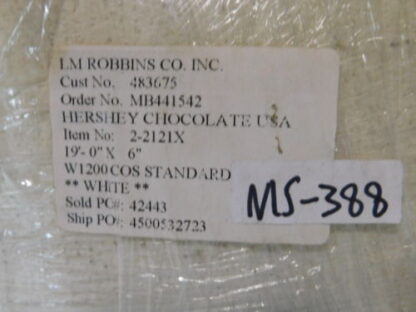 LM ROBBINS CO. INC.
Cust No. 483675
Order No. MB441542
HERSHEY CHOCOLATE USA
Item No: 2-2121X
19'- 0"X 6"
W1200 COS STANDARD
** WHITE **
MS-388
Sold PO#: 42443
Ship PO#: 4500532723